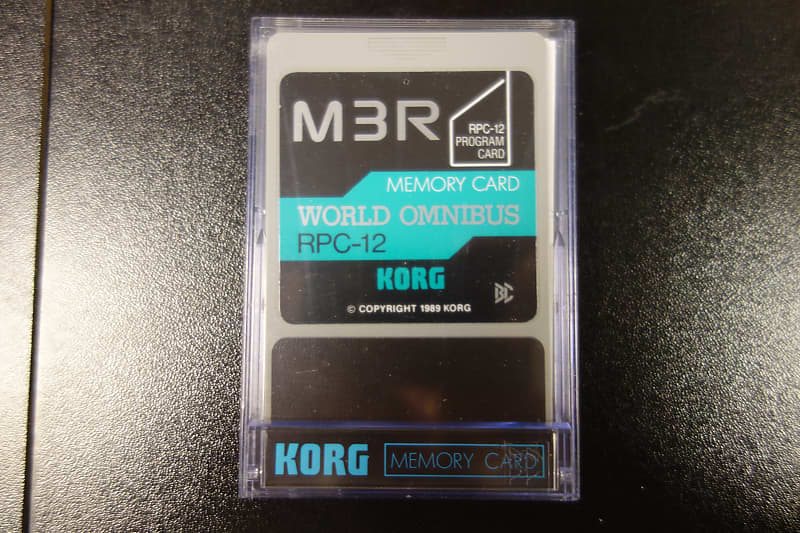 M3R
RPC-12
PROGRAM
CARD
MEMORY CARD
WORLD OMNIBUS
RPC-12
KORG
© COPYRIGHT 1989 KORG
KORG MEMORY CARD